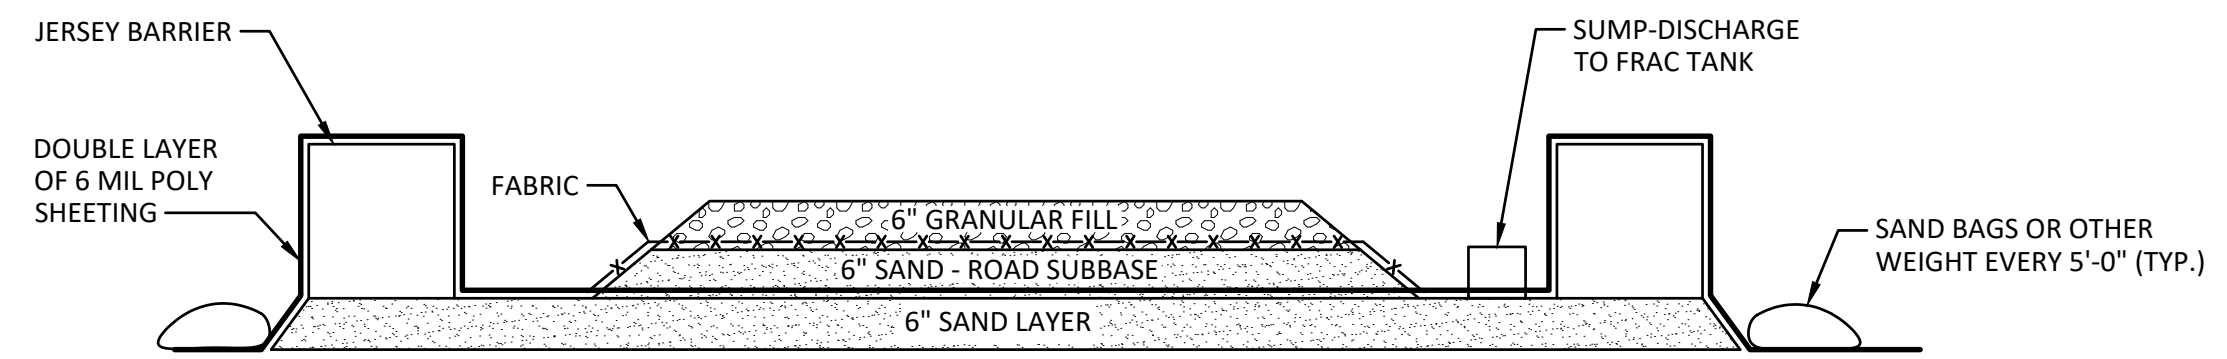 JERSEY BARRIER
SUMP-DISCHARGE
TO FRAC TANK
DOUBLE LAYER
OF 6 MIL POLY
SHEETING
FABRIC
6" GRANULAR FILL
SAND BAGS OR OTHER
WEIGHT EVERY 5'-0" (TYP.)
6" SAND - ROAD SUBBASE
6" SAND LAYER